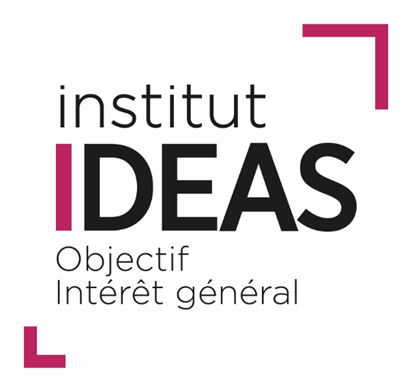 institut
IDEAS
Objectif
Intérêt général